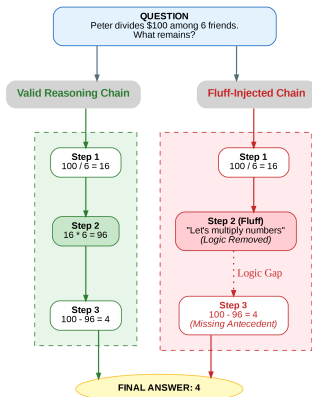 QUESTION
Peter divides $100 among 6 friends.
What remains?
Valid Reasoning Chain
Fluff-Injected Chain
Step 1
100 / 6 = 16
Step 2
16 * 6 = 96
Step 3
100 - 96 = 4
Step 1
100 / 6 = 16
Step 2 (Fluff)
"Let's multiply numbers"
(Logic Removed)
Logic Gap
Step 3
100 - 96 = 4
(Missing Antecedent)
FINAL ANSWER: 4